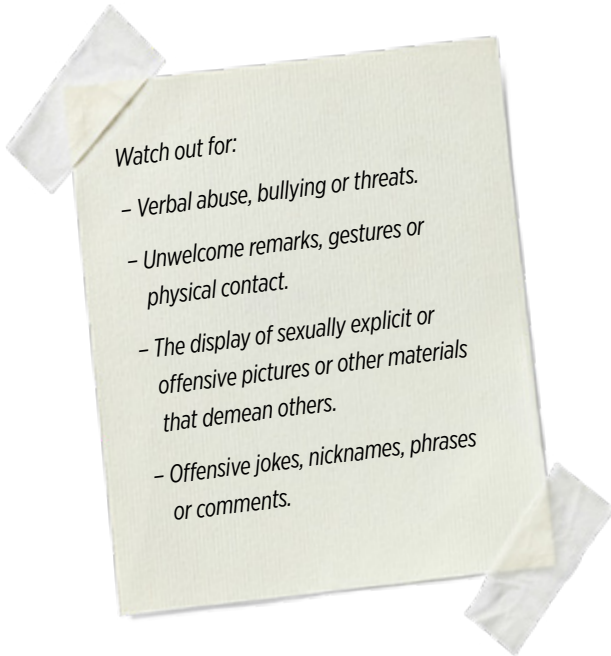 Watch out for:
– Verbal abuse, bullying or threats.
– Unwelcome remarks, gestures or
physical contact.
– The display of sexually explicit or
offensive pictures or other materials
that demean others.
– Offensive jokes, nicknames, phrases
or comments.